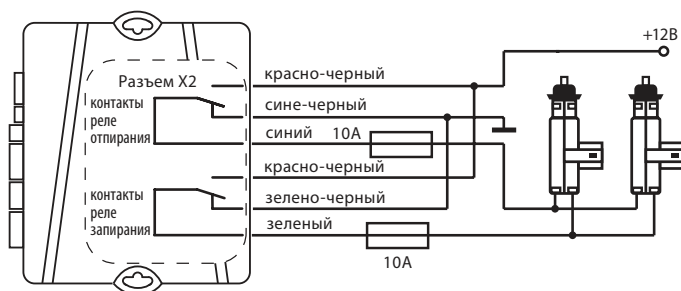 +12В
Разъем X2
красно-черный
контакты
реле
отпирания
сине-черный
синий
10А
красно-черный
контакты
реле
запирания
зелено-черный
зеленый
10А